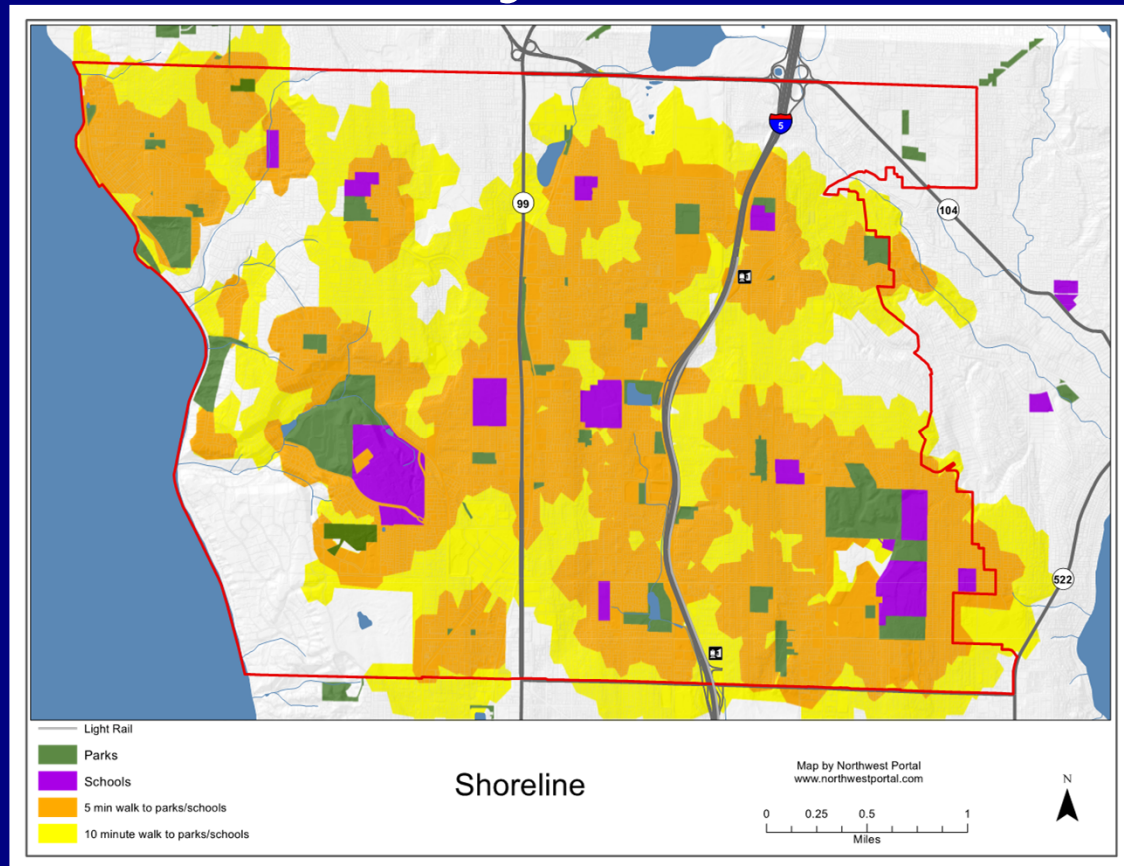 99
5
104
522
Light Rail
Parks
Schools
5 min walk to parks/schools
10 minute walk to parks/schools
Shoreline
Map by Northwest Portal
www.northwestportal.com
N
0 0.25 0.5 1
Miles